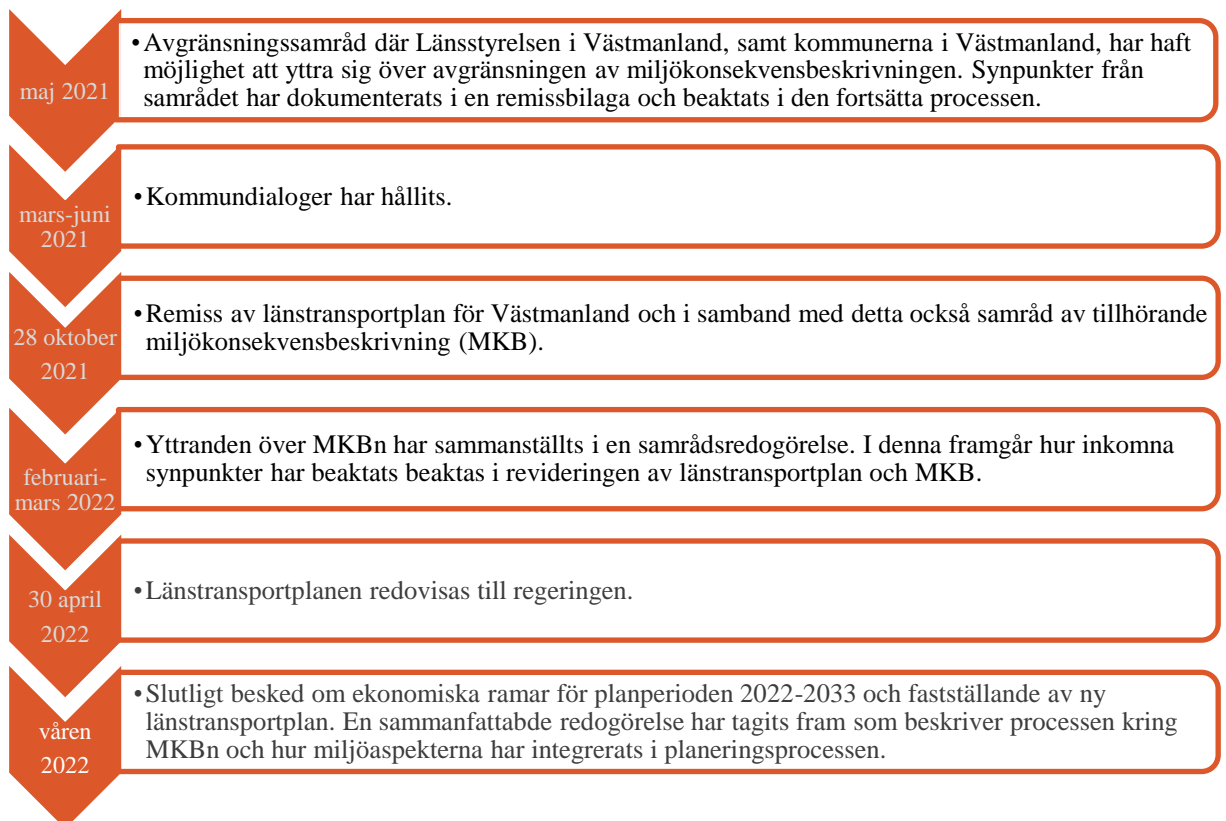 maj 2021
•Avgränsningssamråd där Länsstyrelsen i Västmanland, samt kommunerna i Västmanland, har haft
möjlighet att yttra sig över avgränsningen av miljökonsekvensbeskrivningen. Synpunkter från
samrådet har dokumenterats i en remissbilaga och beaktats i den fortsätta processen.
mars-juni
2021
•Kommundialoger har hållits.
28 oktober
2021
•Remiss av länstransportplan för Västmanland och i samband med detta också samråd av tillhörande
miljökonsekvensbeskrivning (MKB).
februari-
mars 2022
•Yttranden över MKBn har sammanställts i en samrådsredogörelse. I denna framgår hur inkomna
synpunkter har beaktats beaktas i revideringen av länstransportplan och MKB.
30 april
2022
•Länstransportplanen redovisas till regeringen.
våren
2022
•Slutligt besked om ekonomiska ramar för planperioden 2022-2033 och fastställande av ny
länstransportplan. En sammanfattabde redogörelse har tagits fram som beskriver processen kring
MKBn och hur miljöaspekterna har integrerats i planeringsprocessen.